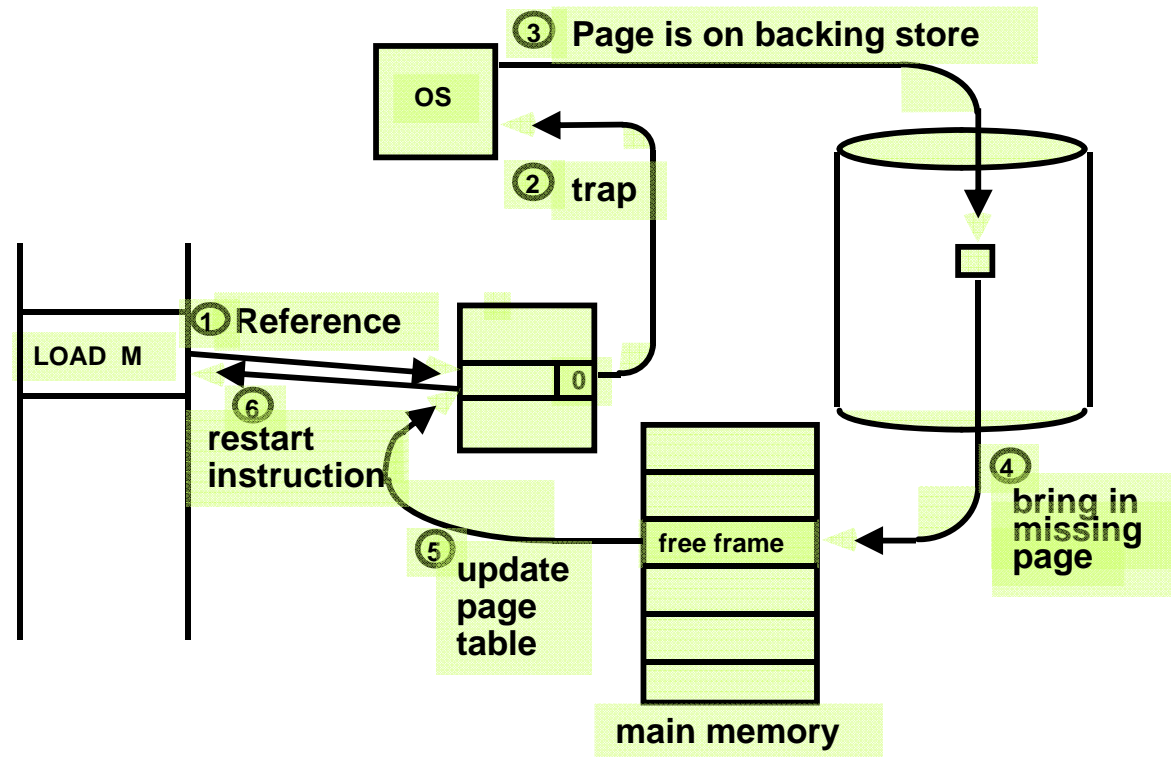 3 Page is on backing store
OS
2 trap
1 Reference
LOAD M
0
6
restart
instruction
4
bring in
missing
page
free frame
5
update
page
table
main memory